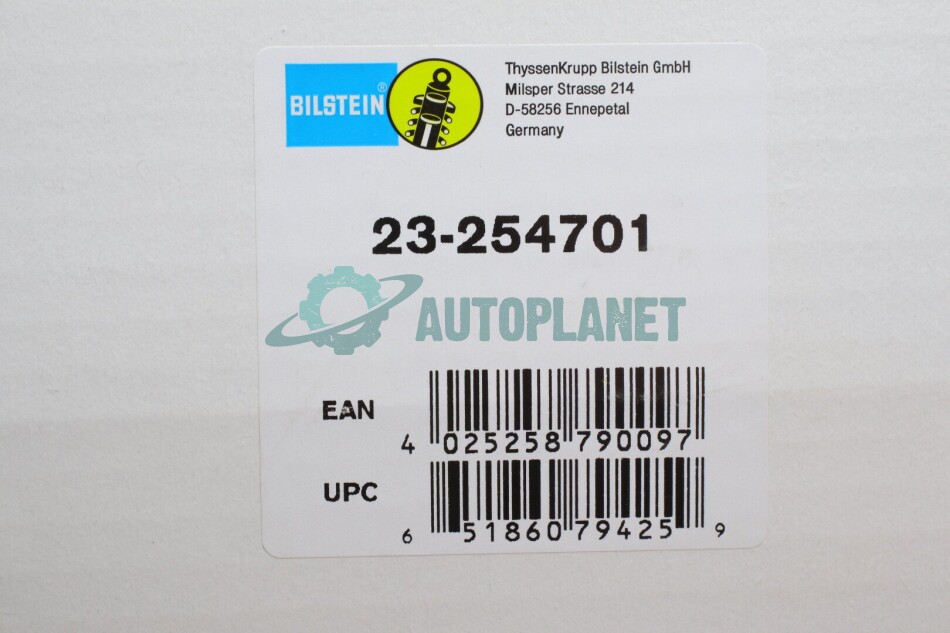 BILSTEIN®
ThyssenKrupp Bilstein GmbH
Milsper Strasse 214
D-58256 Ennepetal
Germany
23-254701
AUTOPLANET
EAN
4 025258 790097
UPC
6 51860 79425 9